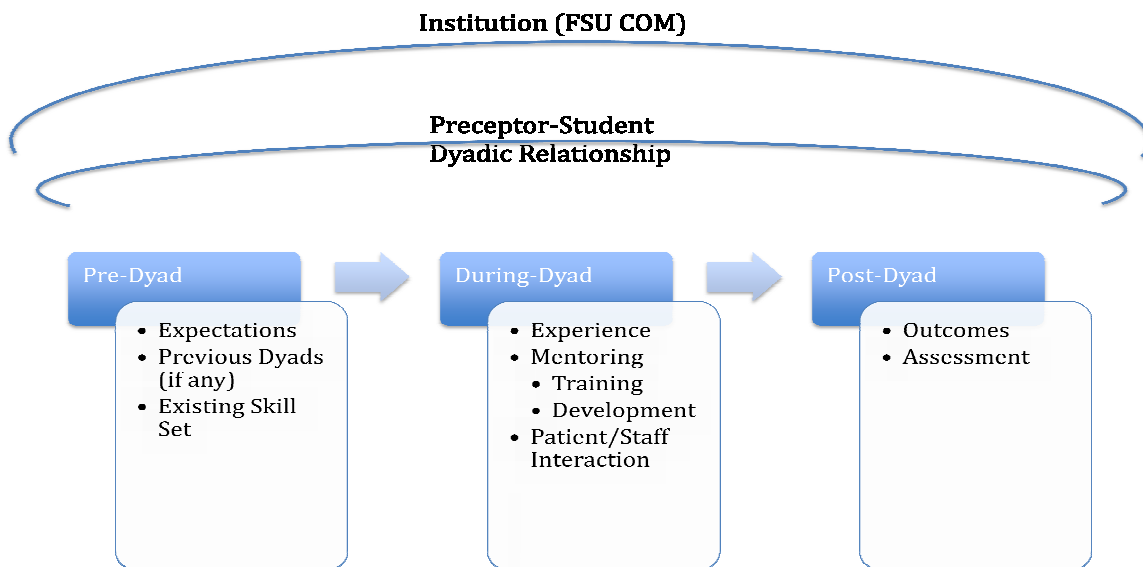 Institution (FSU COM)
Preceptor-Student
Dyadic Relationship
Pre-Dyad
• Expectations
• Previous Dyads
(if any)
• Existing Skill
Set
During-Dyad
• Experience
• Mentoring
• Training
• Development
• Patient/Staff
Interaction
Post-Dyad
• Outcomes
• Assessment